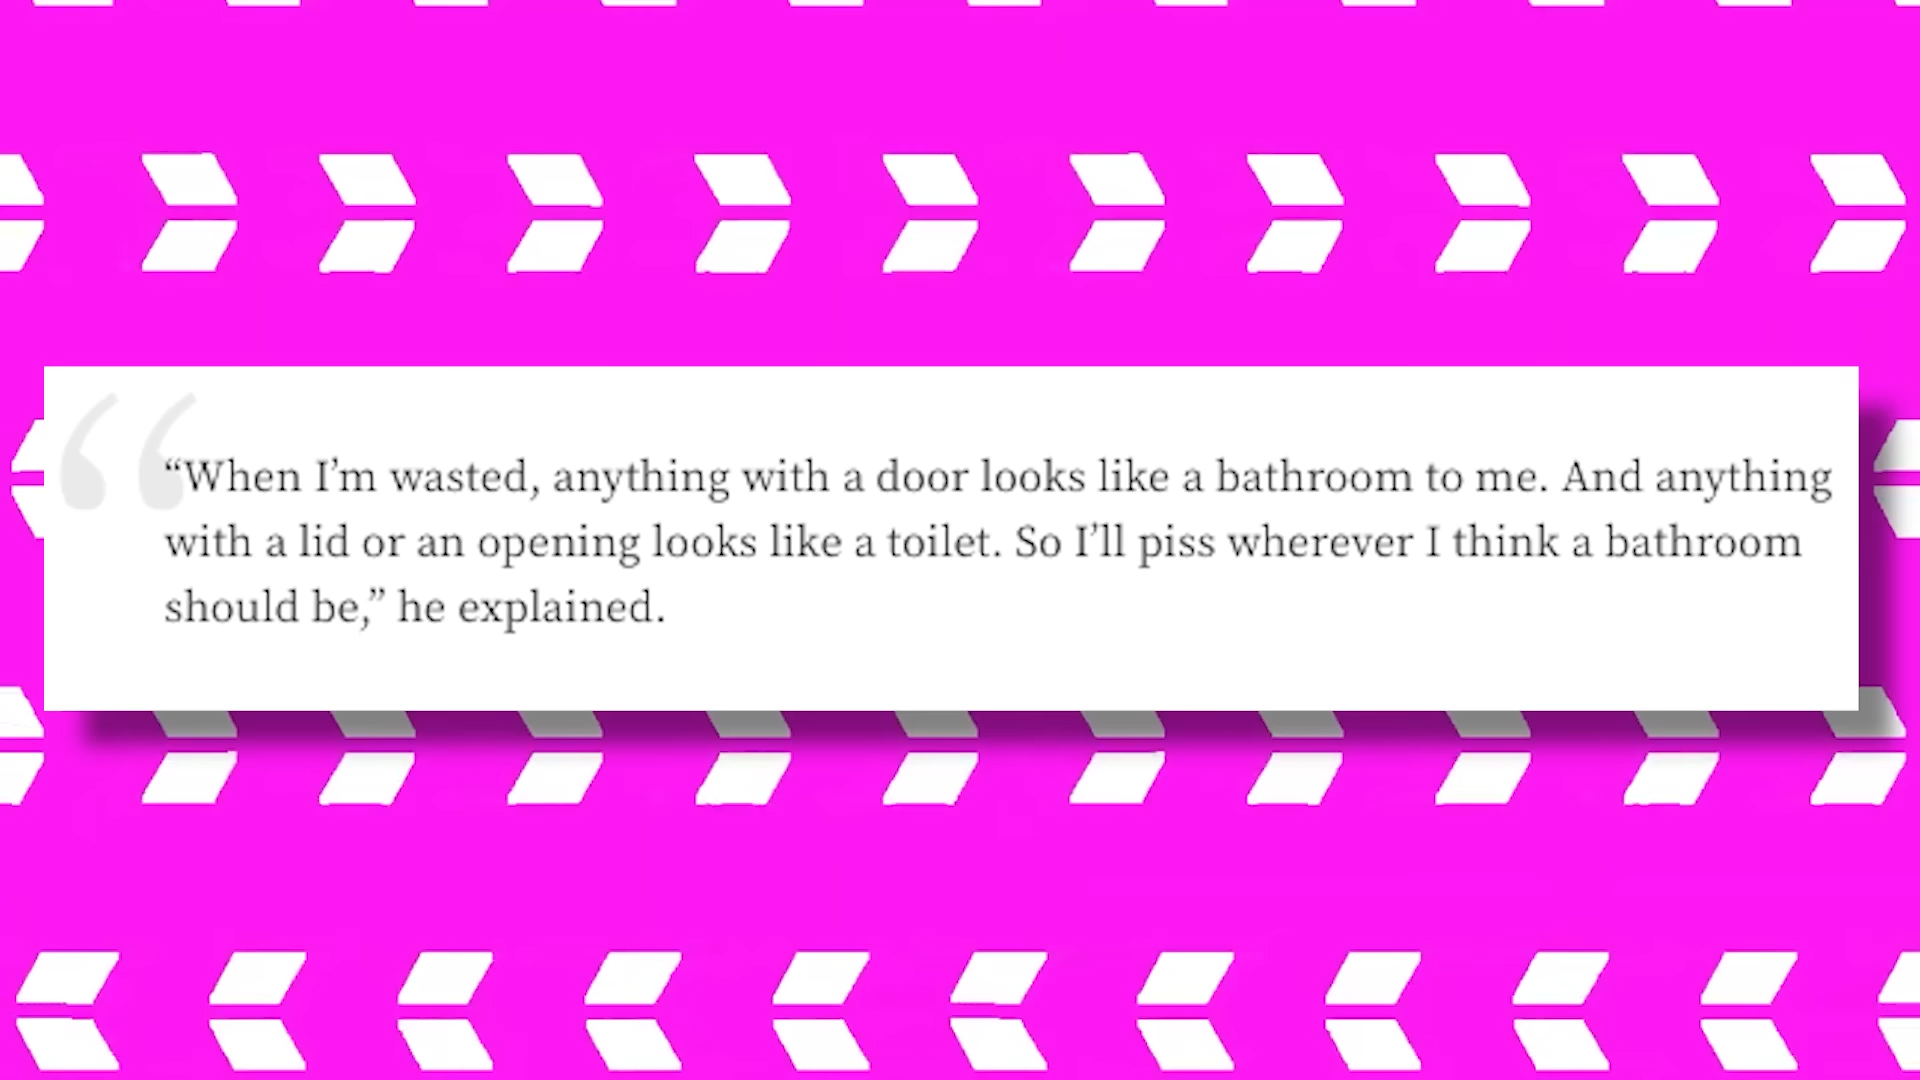 “When I’m wasted, anything with a door looks like a bathroom to me. And anything
with a lid or an opening looks like a toilet. So I’ll piss wherever I think a bathroom
should be,” he explained.